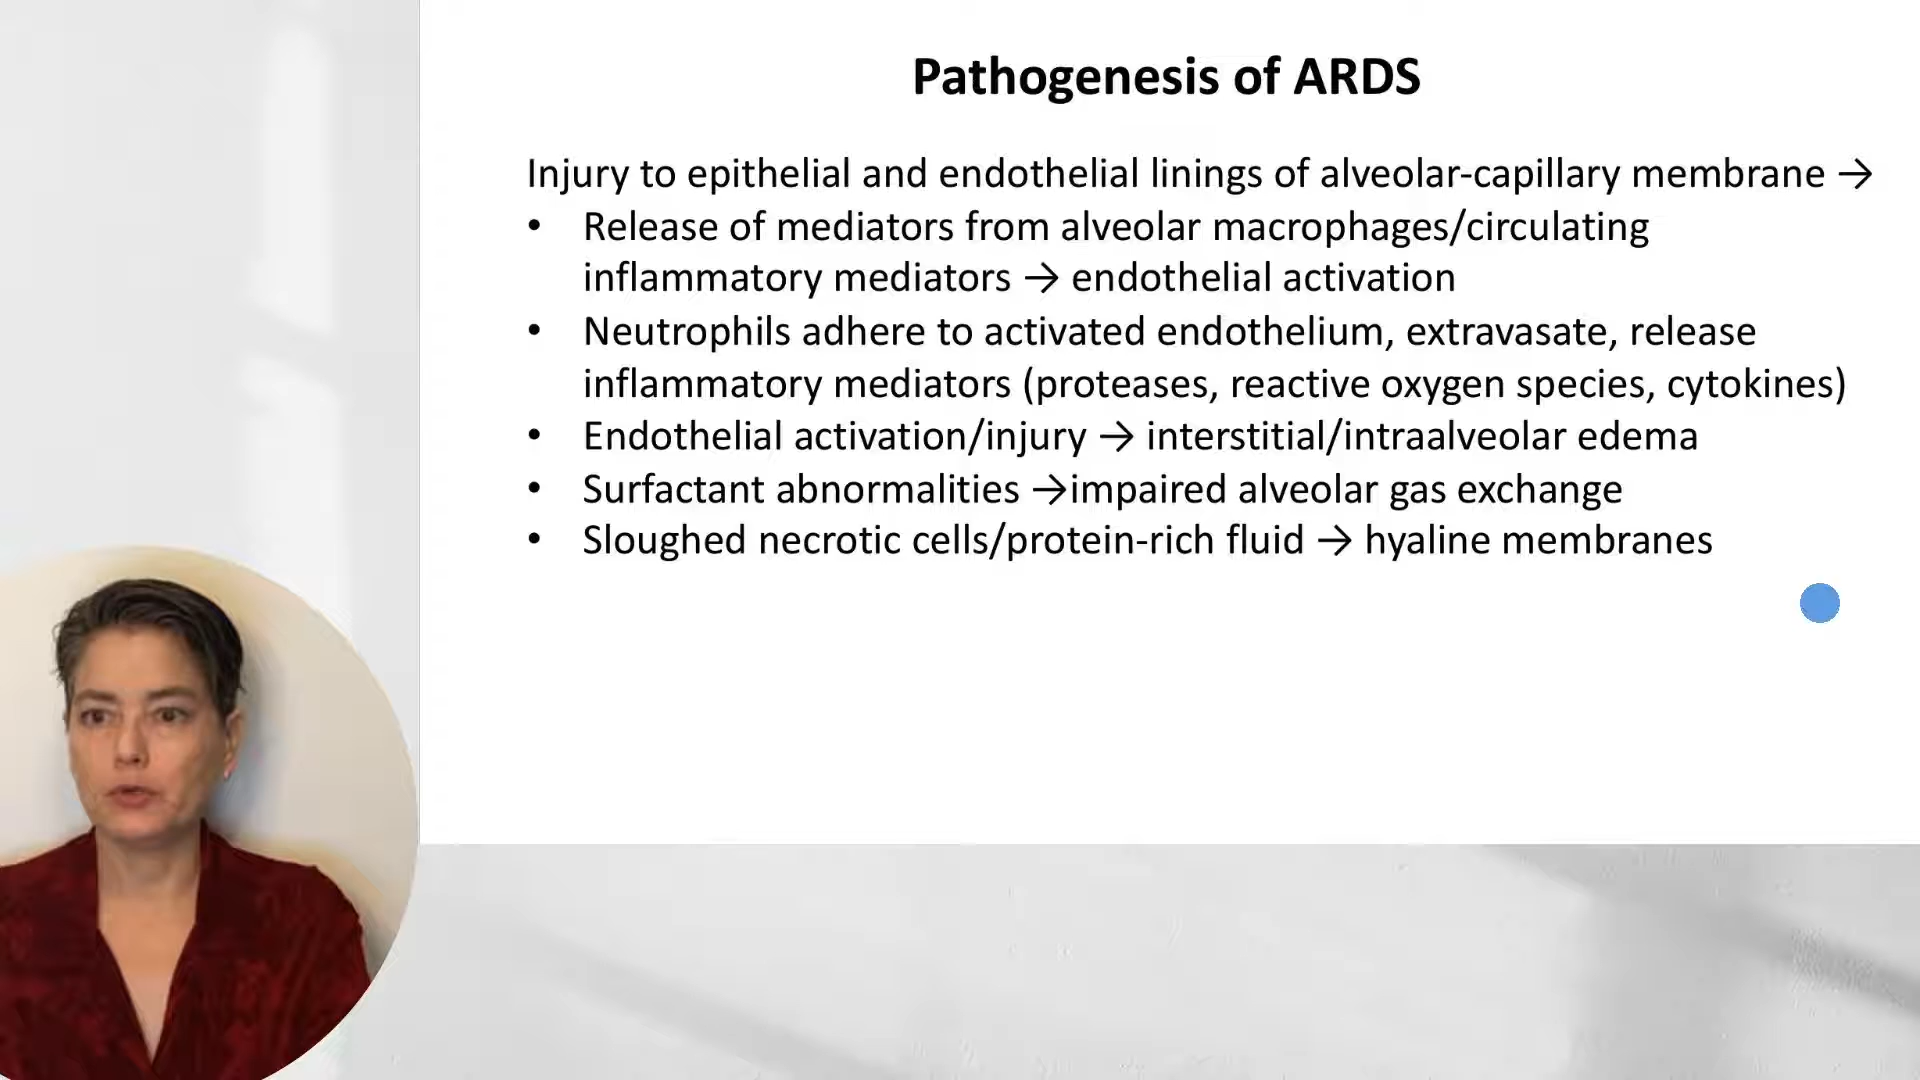 Pathogenesis of ARDS
Injury to epithelial and endothelial linings of alveolar-capillary membrane →
• Release of mediators from alveolar macrophages/circulating
inflammatory mediators → endothelial activation
• Neutrophils adhere to activated endothelium, extravasate, release
inflammatory mediators (proteases, reactive oxygen species, cytokines)
• Endothelial activation/injury → interstitial/intraalveolar edema
• Surfactant abnormalities →impaired alveolar gas exchange
• Sloughed necrotic cells/protein-rich fluid → hyaline membranes